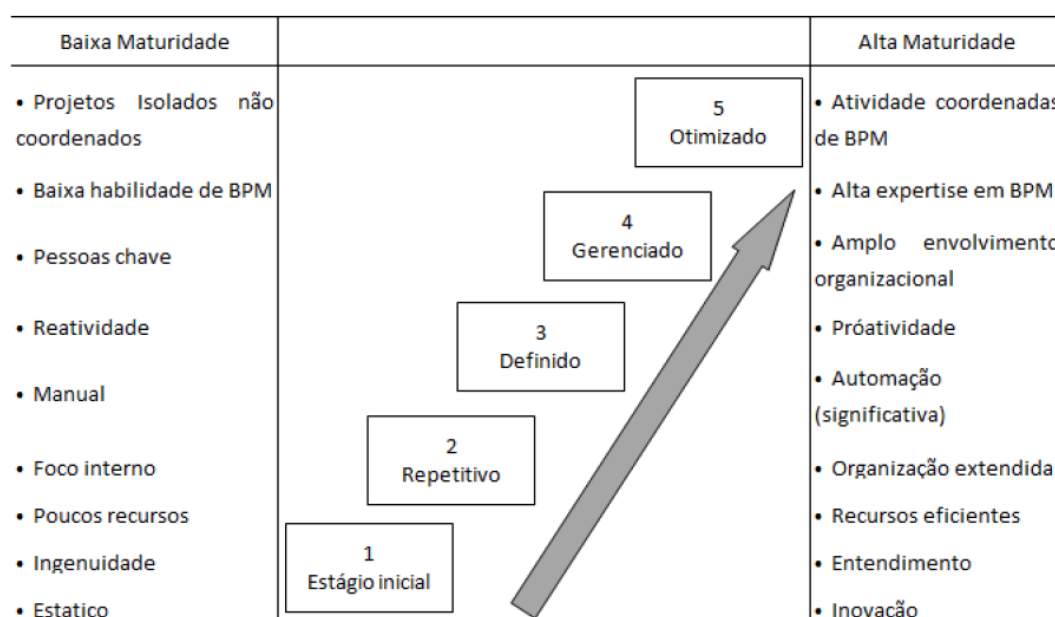 Baixa Maturidade
Alta Maturidade
• Projetos Isolados não
coordenados
• Baixa habilidade de BPM
• Pessoas chave
• Reatividade
• Manual
• Foco interno
• Poucos recursos
• Ingenuidade
• Estatico
5
Otimizado
4
Gerenciado
3
Definido
2
Repetitivo
1
Estágio inicial
• Atividade coordenadas
de BPM
• Alta expertise em BPM
• Amplo envolvimento
organizacional
• Próatividade
• Automação
(significativa)
• Organização extendida
• Recursos eficientes
• Entendimento
• Inovação